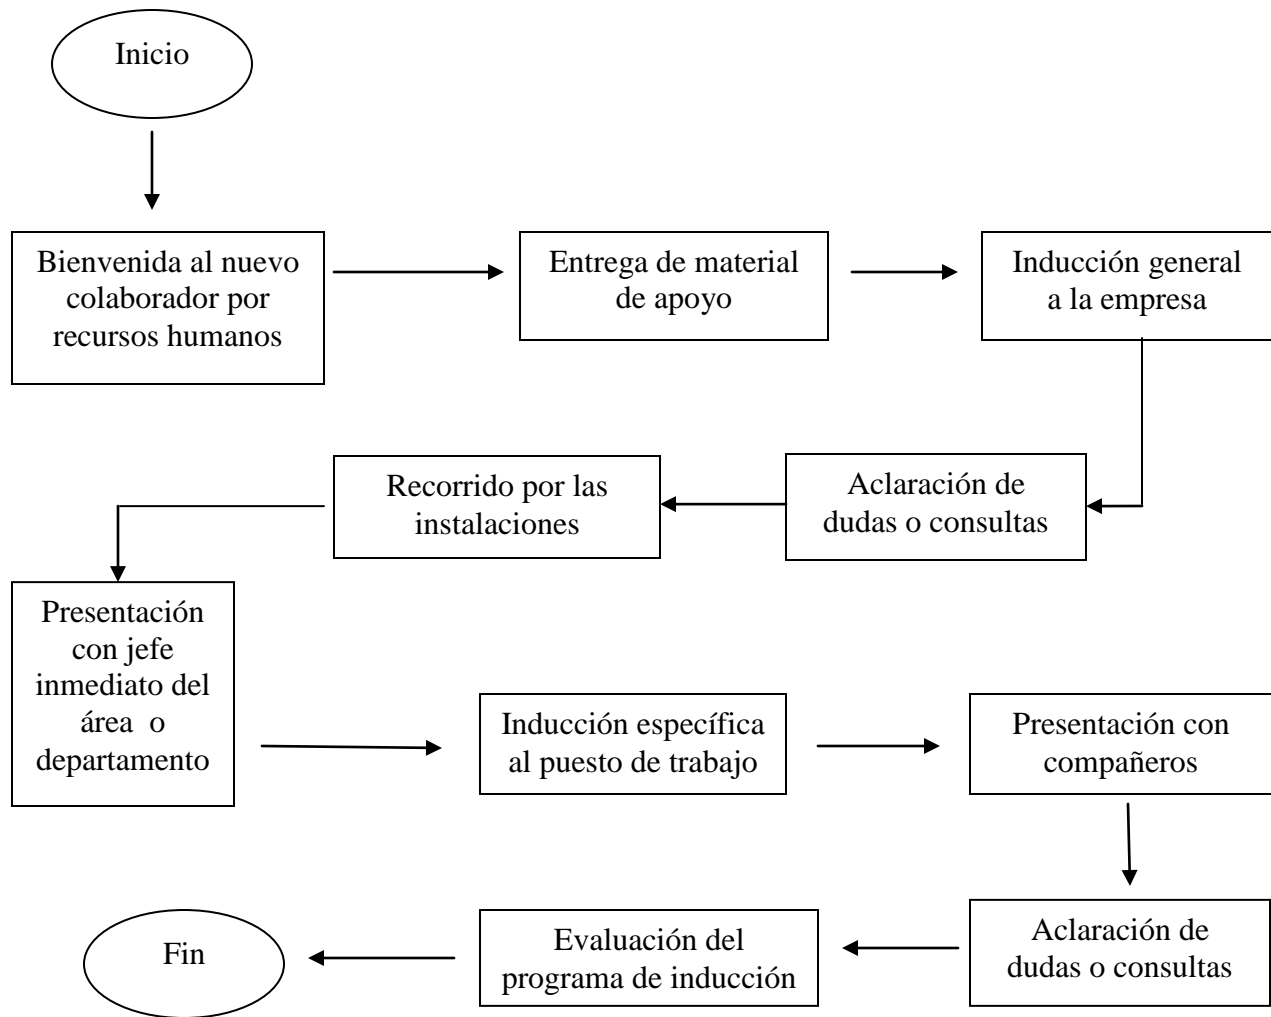 Inicio
Bienvenida al nuevo
colaborador por
recursos humanos
Entrega de material
de apoyo
Inducción general
a la empresa
Aclaración de
dudas o consultas
Recorrido por las
instalaciones
Presentación
con jefe
inmediato del
área o
departamento
Inducción específica
al puesto de trabajo
Presentación con
compañeros
Aclaración de
dudas o consultas
Evaluación del
programa de inducción
Fin